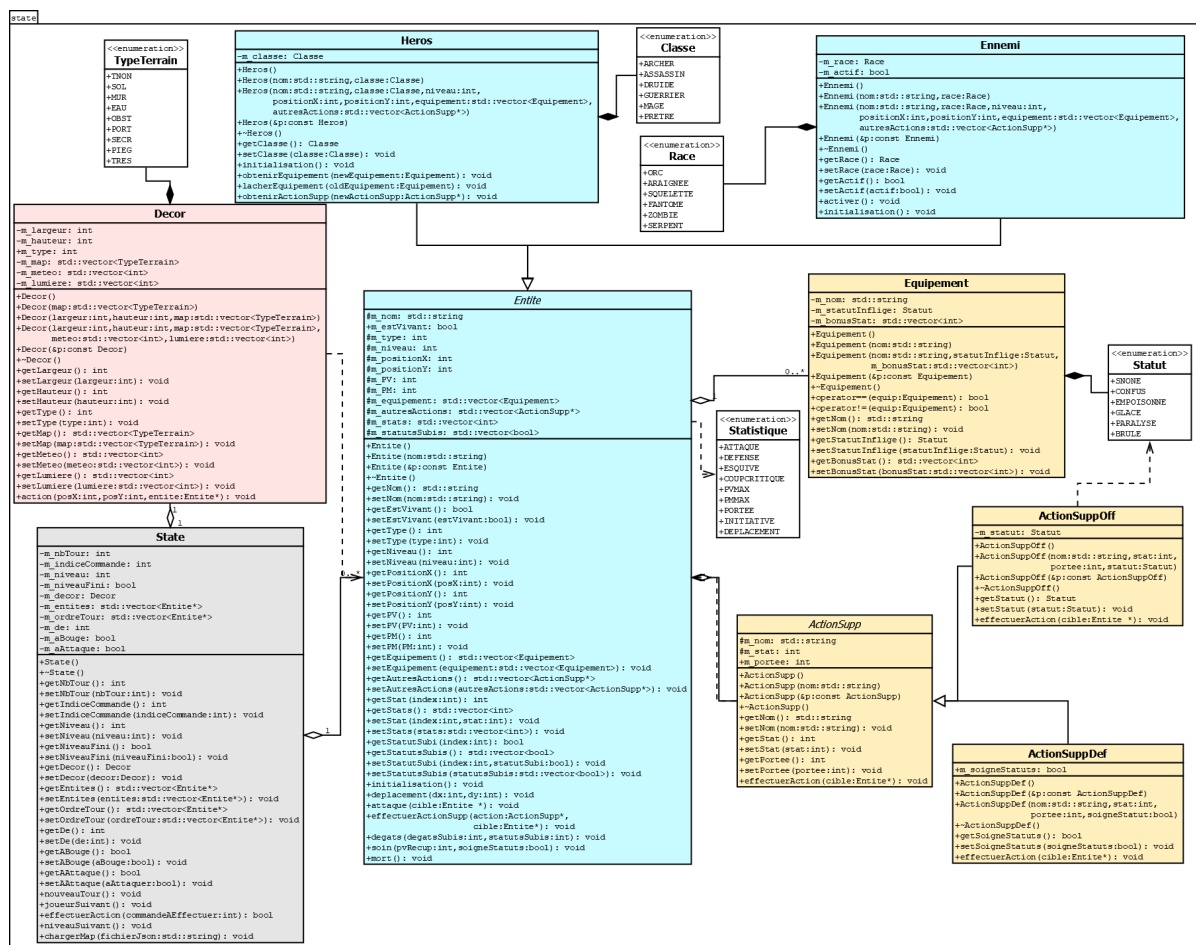 state
<<enumeration>>
TypeTerrain
+TNON
+SOL
+MUR
+EAU
+OBST
+PORT
+SECR
+PIEG
+TRES
Heros
-m_classe: Classe
+Heros()
+Heros(nom:std::string,classe:Classe)
+Heros(nom:std::string,classe:Classe,niveau:int,
positionX:int,positionY:int,equipement:std::vector<Equipement>,
autresActions:std::vector<ActionSupp*>)
+Heros(&p:const Heros)
+~Heros()
+getClasse(): Classe
+setClasse(classe:Classe): void
+initialisation(): void
+obtenirEquipement(newEquipement:Equipement): void
+lacherEquipement(oldEquipement:Equipement): void
+obtenirActionSupp(newActionSupp:ActionSupp*): void
<<enumeration>>
Classe
+ARCHER
+ASSASSIN
+DRUIDE
+GUERRIER
+MAGE
+PRETRE
<<enumeration>>
Race
+ORC
+ARAIGNEE
+SQUELETTE
+FANTOME
+ZOMBIE
+SERPENT
Ennemi
-m_race: Race
-m_actif: bool
+Ennemi()
+Ennemi(nom:std::string,race:Race)
+Ennemi(nom:std::string,race:Race,niveau:int,
positionX:int,positionY:int,equipement:std::vector<Equipement>,
autresActions:std::vector<ActionSupp*>)
+Ennemi(&p:const Ennemi)
+~Ennemi()
+getRace(): Race
+setRace(race:Race): void
+getActif(): bool
+setActif(actif:bool): void
+activer(): void
+initialisation(): void
Decor
-m_largeur: int
-m_hauteur: int
+m_type: int
-m_map: std::vector<TypeTerrain>
-m_meteo: std::vector<int>
-m_lumiere: std::vector<int>
+Decor()
+Decor(map:std::vector<TypeTerrain>)
+Decor(largeur:int,hauteur:int,map:std::vector<TypeTerrain>)
+Decor(largeur:int,hauteur:int,map:std::vector<TypeTerrain>,
meteo:std::vector<int>,lumiere:std::vector<int>)
+Decor(&p:const Decor)
+~Decor()
+getLargeur(): int
+setLargeur(largeur:int): void
+getHauteur(): int
+setHauteur(hauteur:int): void
+getType(): int
+setType(type:int): void
+getMap(): std::vector<TypeTerrain>
+setMap(map:std::vector<TypeTerrain>): void
+getMeteo(): std::vector<int>
+setMeteo(meteo:std::vector<int>): void
+getLumiere(): std::vector<int>
+setLumiere(lumiere:std::vector<int>): void
+action(posX:int,posY:int,entite:Entite*): void
1
1
State
-m_nbTour: int
-m_indiceCommande: int
-m_niveau: int
-m_niveauFini: bool
-m_decor: Decor
-m_entites: std::vector<Entite*>
-m_ordreTour: std::vector<Entite*>
-m_de: int
-m_aBouge: bool
-m_aAttaque: bool
+State()
+~State()
+getNbTour(): int
+setNbTour(nbTour:int): void
+getIndiceCommande(): int
+setIndiceCommande(indiceCommande:int): void
+getNiveau(): int
+setNiveau(niveau:int): void
+getNiveauFini(): bool
+setNiveauFini(niveauFini:bool): void
+getDecor(): Decor
+setDecor(decor:Decor): void
+getEntites(): std::vector<Entite*>
+setEntites(entites:std::vector<Entite*>): void
+getOrdreTour(): std::vector<Entite*>
+setOrdreTour(ordreTour:std::vector<Entite*>): void
+getDe(): int
+setDe(de:int): void
+getABouge(): bool
+setABouge(aBouge:bool): void
+getAAttaque(): bool
+setAAttaque(aAttaquer:bool): void
+nouveauTour(): void
+joueurSuivant(): void
+effectuerAction(commandeAEffectuer:int): bool
+niveauSuivant(): void
+chargerMap(fichierJson:std::string): void
1
0..*
Entite
#m_nom: std::string
+m_estVivant: bool
#m_type: int
#m_niveau: int
#m_positionX: int
#m_positionY: int
#m_PV: int
#m_PM: int
#m_equipement: std::vector<Equipement>
#m_autresActions: std::vector<ActionSupp*>
#m_stats: std::vector<int>
#m_statutsSubis: std::vector<bool>
+Entite()
+Entite(nom:std::string)
+Entite(&p:const Entite)
+~Entite()
+getNom(): std::string
+setNom(nom:std::string): void
+getEstVivant(): bool
+setEstVivant(estVivant:bool): void
+getType(): int
+setType(type:int): void
+getNiveau(): int
+setNiveau(niveau:int): void
+getPositionX(): int
+setPositionX(posX:int): void
+getPositionY(): int
+setPositionY(posY:int): void
+getPV(): int
+setPV(PV:int): void
+getPM(): int
+setPM(PM:int): void
+getEquipement(): std::vector<Equipement>
+setEquipement(equipement:std::vector<Equipement>): void
+getAutresActions(): std::vector<ActionSupp*>
+setAutresActions(autresActions:std::vector<ActionSupp*>): void
+getStat(index:int): int
+getStats(): std::vector<int>
+setStat(index:int,stat:int): void
+setStats(stats:std::vector<int>): void
+getStatutSubi(index:int): bool
+getStatutsSubis(): std::vector<bool>
+setStatutSubi(index:int,statutSubi:bool): void
+setStatutsSubis(statutsSubis:std::vector<bool>): void
+initialisation(): void
+deplacement(dx:int,dy:int): void
+attaque(cible:Entite *): void
+effectuerActionSupp(action:ActionSupp*,
cible:Entite*): void
+degats(degatsSubis:int,statutsSubis:int): void
+soin(pvRecup:int,soigneStatuts:bool): void
+mort(): void
0..*
<<enumeration>>
Statistique
+ATTAQUE
+DEFENSE
+ESQUIVE
+COUPCRITIQUE
+PVMAX
+PMMAX
+PORTEE
+INITIATIVE
+DEPLACEMENT
Equipement
-m_nom: std::string
-m_statutInflige: Statut
-m_bonusStat: std::vector<int>
+Equipement()
+Equipement(nom:std::string)
+Equipement(nom:std::string,statutInflige:Statut,
m_bonusStat:std::vector<int>)
+Equipement(&p:const Equipement)
+~Equipement()
+operator==(equip:Equipement): bool
+operator!=(equip:Equipement): bool
+getNom(): std::string
+setNom(nom:std::string): void
+getStatutInflige(): Statut
+setStatutInflige(statutInflige:Statut): void
+getBonusStat(): std::vector<int>
+setBonusStat(bonusStat:std::vector<int>): void
<<enumeration>>
Statut
+SNONE
+CONFUS
+EMPOISONNE
+GLACE
+PARALYSE
+BRULE
ActionSuppOff
-m_statut: Statut
+ActionSuppOff()
+ActionSuppOff(nom:std::string,stat:int,
portee:int,statut:Statut)
+ActionSuppOff(&p:const ActionSuppOff)
+~ActionSuppOff()
+getStatut(): Statut
+setStatut(statut:Statut): void
+effectuerAction(cible:Entite *): void
ActionSupp
#m_nom: std::string
#m_stat: int
+m_portee: int
+ActionSupp()
+ActionSupp(nom:std::string)
+ActionSupp(&p:const ActionSupp)
+~ActionSupp()
+getNom(): std::string
+setNom(nom:std::string): void
+getStat(): int
+setStat(stat:int): void
+getPortee(): int
+setPortee(portee:int): void
+effectuerAction(cible:Entite*): void
ActionSuppDef
+m_soigneStatuts: bool
+ActionSuppDef()
+ActionSuppDef(&p:const ActionSuppDef)
+ActionSuppDef(nom:std::string,stat:int,
portee:int,soigneStatut:bool)
+~ActionSuppDef()
+getSoigneStatuts(): bool
+setSoigneStatuts(soigneStatuts:bool): void
+effectuerAction(cible:Entite*): void